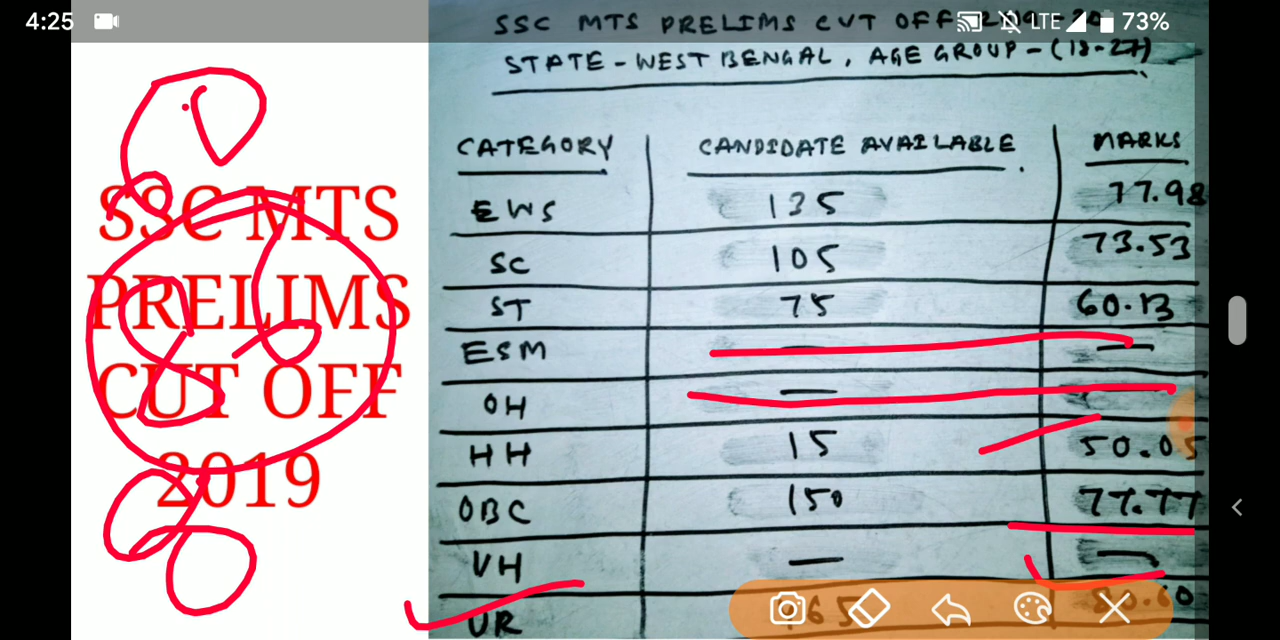 4:25
LTE 73%
SSC MTS
PRELIMS
CUT OFF
2019
SSC MTS PRELIMS CUT OFF
STATE - WEST BENGAL, AGE GROUP - (18-27)
CATEGORY CANDIDATE AVAILABLE MARKS
EWS 135 77.98
SC 105 73.53
ST 75 60.13
ESM — —
OH —
HH 15 50.05
OBC 150 77.77
VH — —
UR